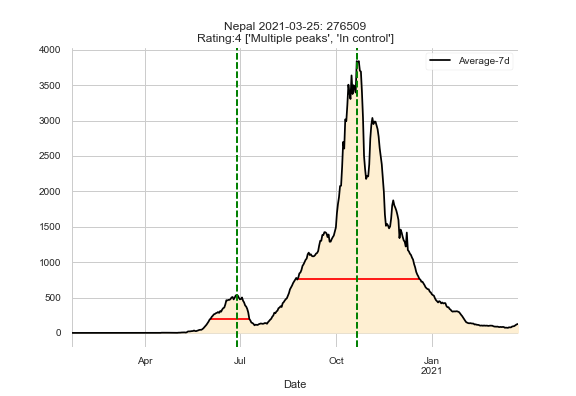 Nepal 2021-03-25: 276509
Rating:4 ['Multiple peaks', 'In control']
Average-7d
4000
3500
3000
2500
2000
1500
1000
500
0
Apr
Jul
Oct
Jan
2021
Date